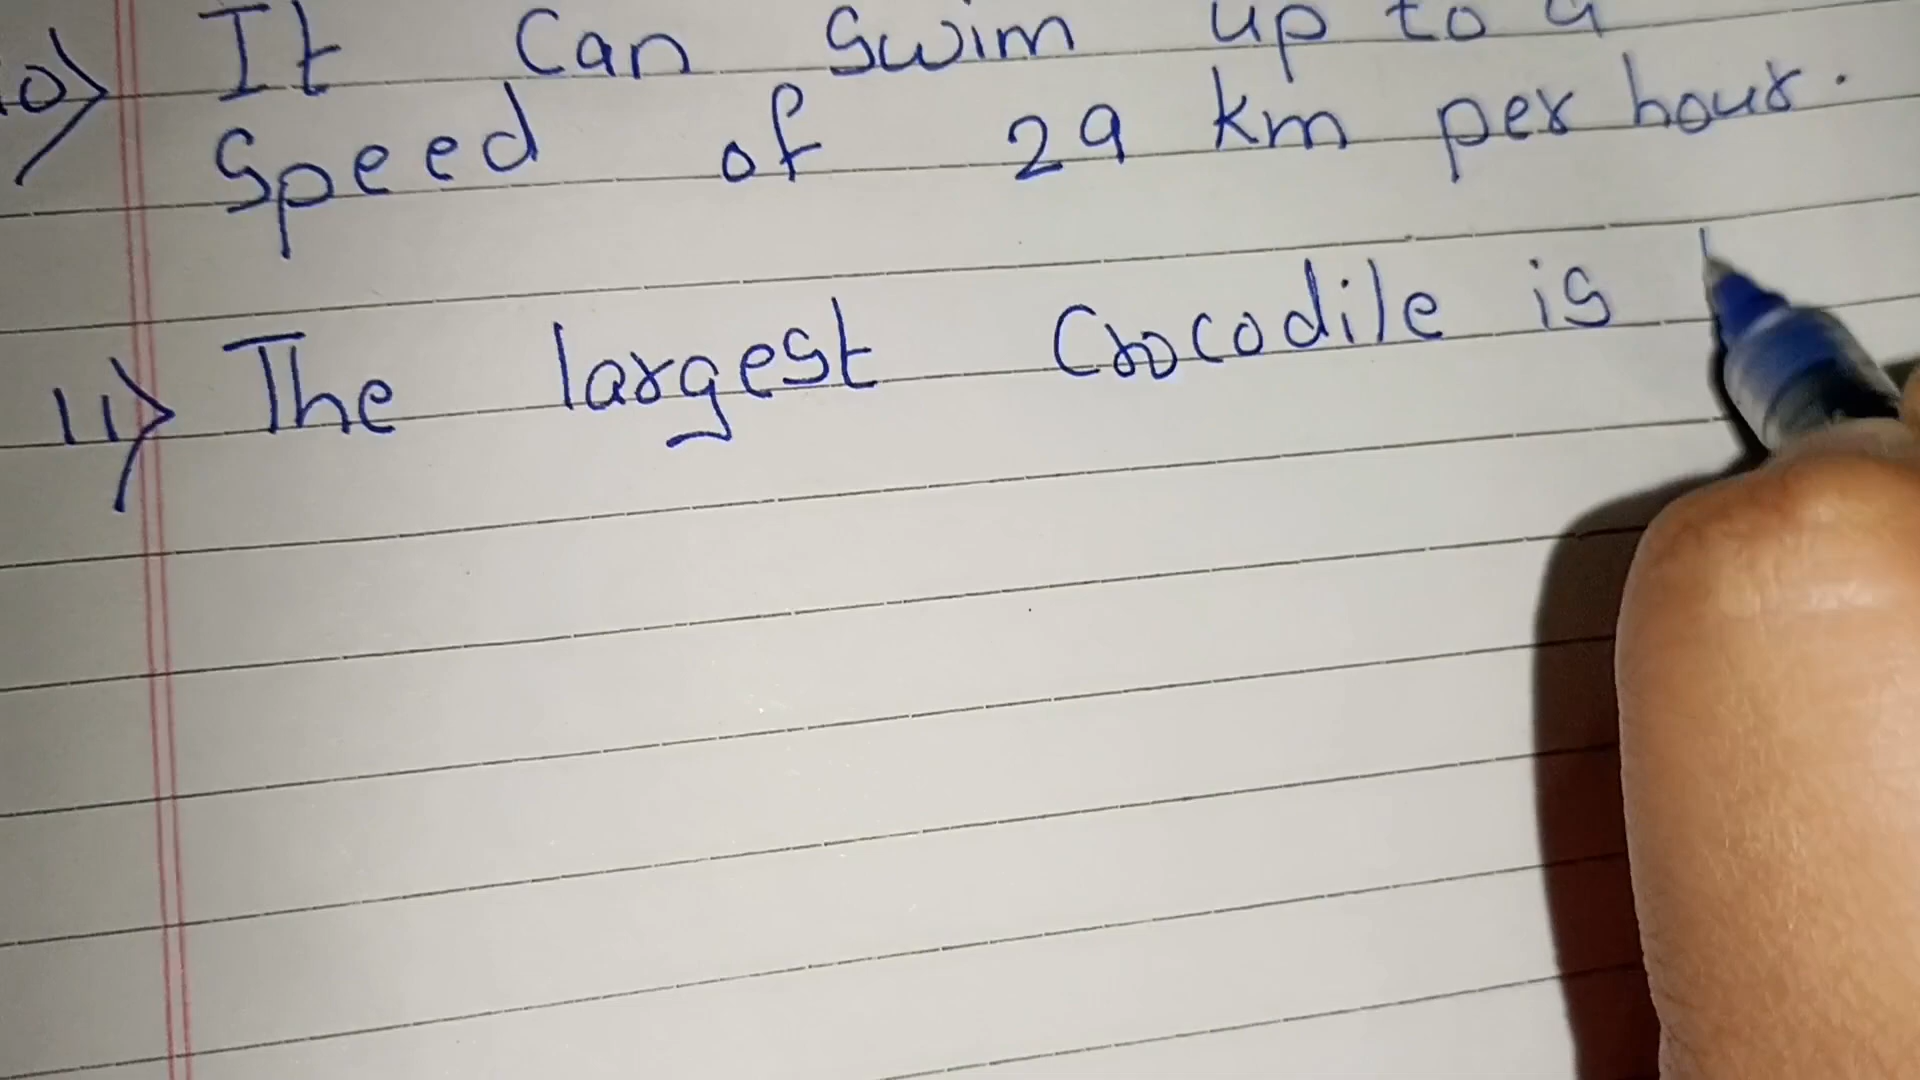 10) It can swim up to a
speed of 29 km per hour.
11) The largest Crocodile is